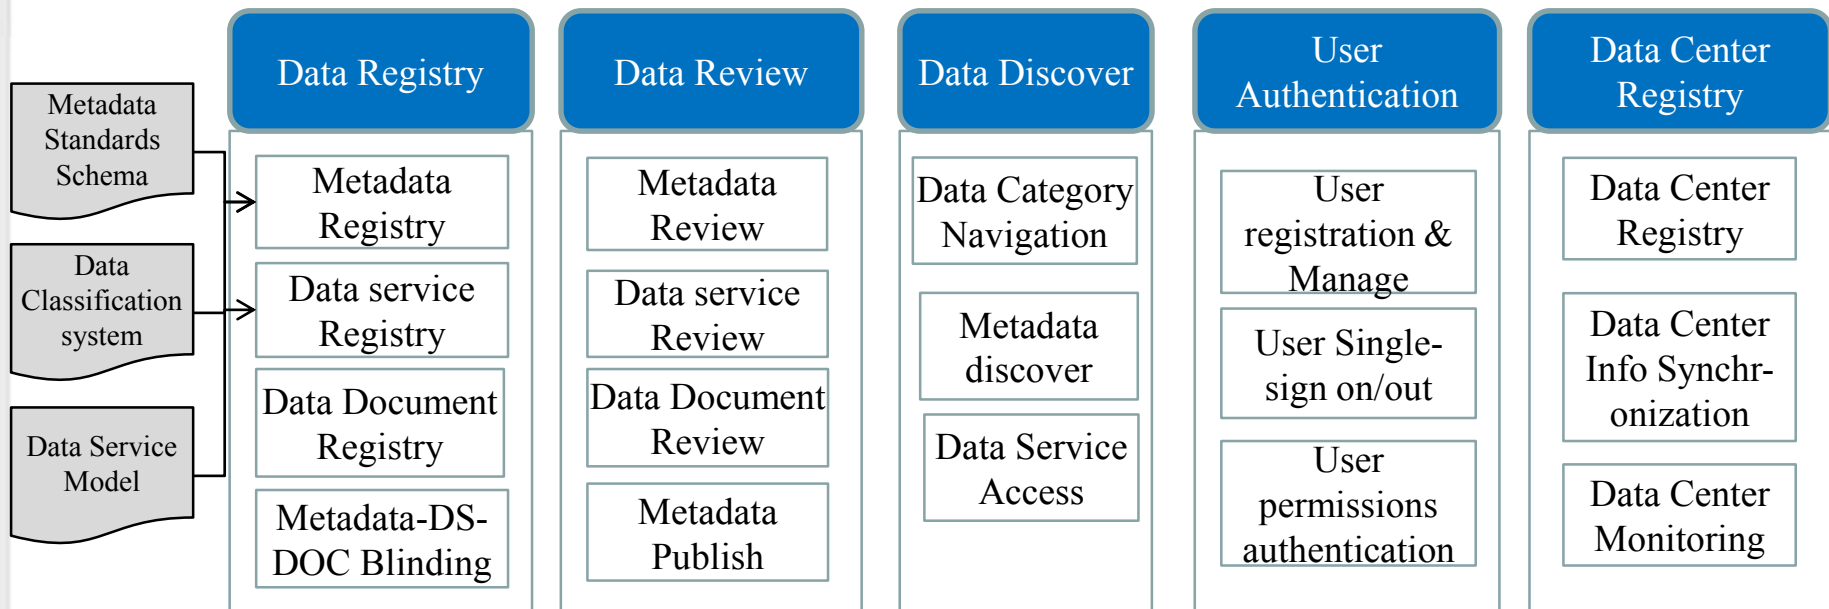 Metadata
Standards
Schema
Data
Classification
system
Data Service
Model
Data Registry
Metadata
Registry
Data service
Registry
Data Document
Registry
Metadata-DS-
DOC Blinding
Data Review
Metadata
Review
Data service
Review
Data Document
Review
Metadata
Publish
Data Discover
Data Category
Navigation
Metadata
discover
Data Service
Access
User
Authentication
User
registration &
Manage
User Single-
sign on/out
User
permissions
authentication
Data Center
Registry
Data Center
Registry
Data Center
Info Synchr-
onization
Data Center
Monitoring